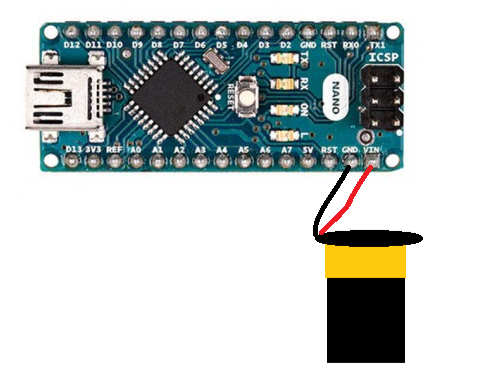 D12 D11 D10 D9 D8 D7 D6 D5 D4 D3 D2 GND RST RX0 TX1
ICSP
TX
RX
ON
L
RESET
NANO
D13 3V3 REF A0 A1 A2 A3 A4 A5 A6 A7 5V RST GND VIN